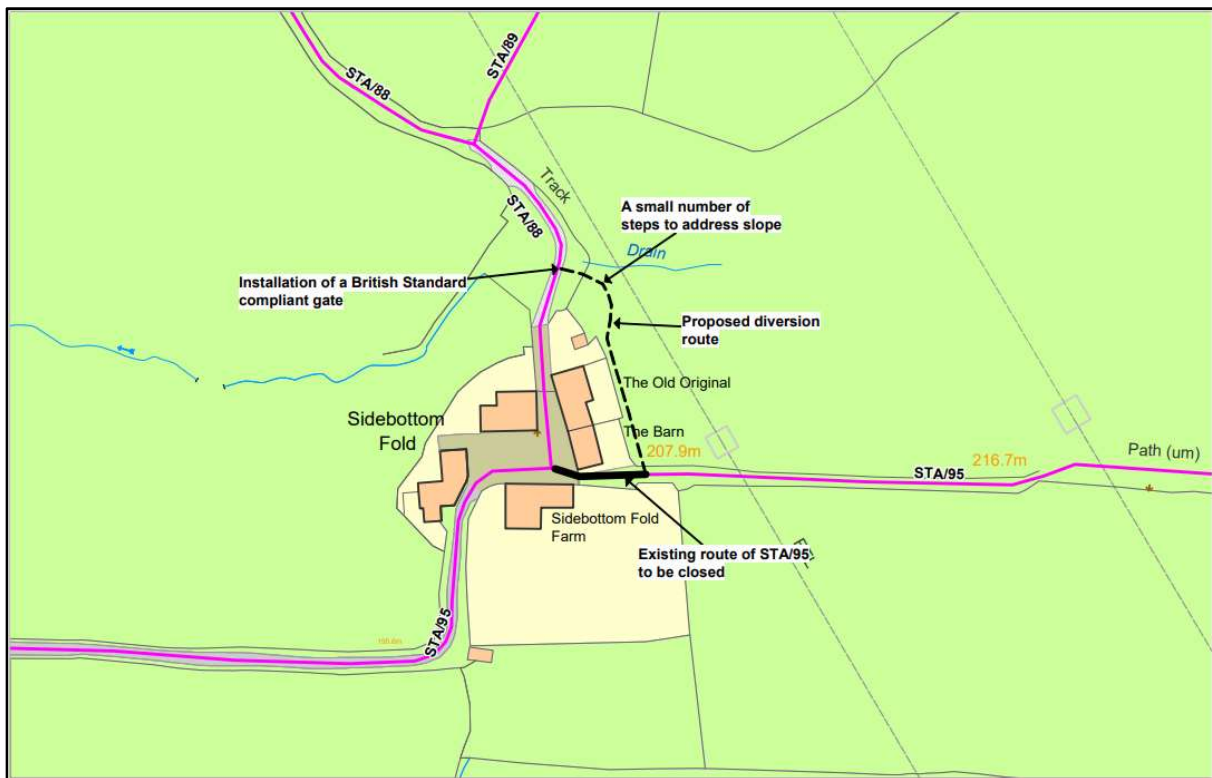 STA/89
STA/88
Track
A small number of
steps to address slope
STA/88
Drain
Installation of a British Standard
compliant gate
Proposed diversion
route
The Old Original
Sidebottom
Fold
The Barn
207.9m
216.7m
Path (um)
STA/95
Sidebottom Fold
Farm
Existing route of STA/95
to be closed
STA/95